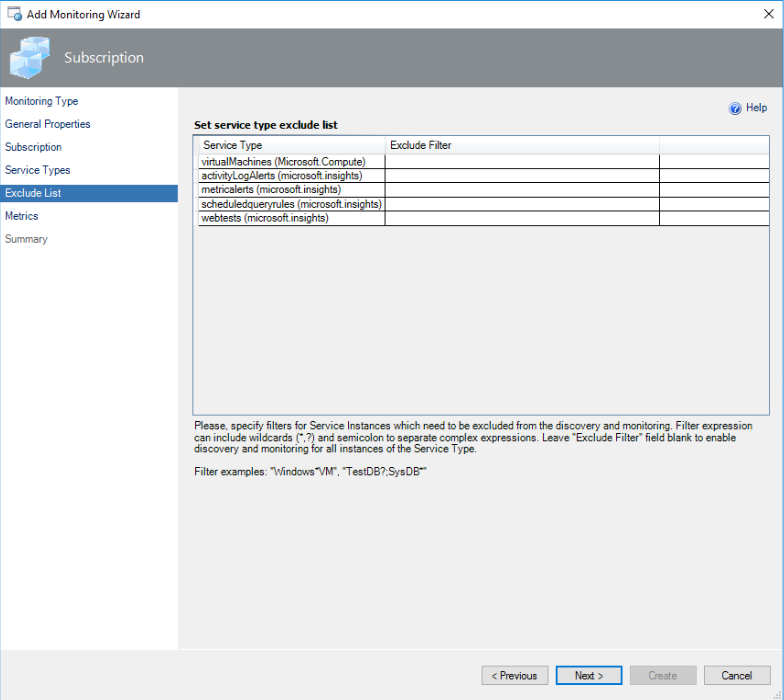 Add Monitoring Wizard
Subscription
Monitoring Type
General Properties
Subscription
Service Types
Exclude List
Metrics
Summary
Help
Set service type exclude list
Service Type Exclude Filter
virtualMachines (Microsoft.Compute)
activityLogAlerts (microsoft.insights)
metricalerts (microsoft.insights)
scheduledqueryrules (microsoft.insights)
webtests (microsoft.insights)
Please, specify filters for Service Instances which need to be excluded from the discovery and monitoring. Filter expression
can include wildcards (*,?) and semicolon to separate complex expressions. Leave "Exclude Filter" field blank to enable
discovery and monitoring for all instances of the Service Type.
Filter examples: "Windows*VM", "TestDB?;SysDB*"
< Previous Next > Create Cancel